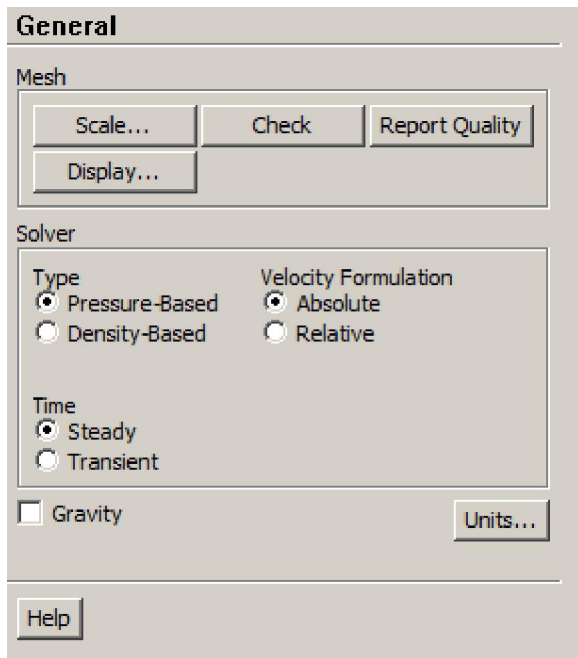 General
Mesh
Scale... Check Report Quality
Display...
Solver
Type Velocity Formulation
Pressure-Based Absolute
Density-Based Relative
Time
Steady
Transient
Gravity Units...
Help